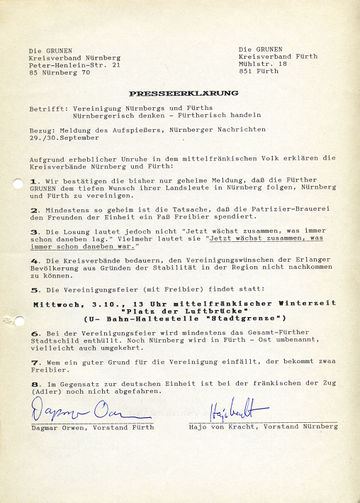 Die GRÜNEN
Kreisverband Nürnberg
Peter-Henlein-Str. 21
85 Nürnberg 70
Die GRÜNEN
Kreisverband Fürth
Mühlstr. 18
851 Fürth
PRESSEERKLÄRUNG
Betrifft: Vereinigung Nürnbergs und Fürths
Nürnbergerisch denken - Fürtherisch handeln
Bezug: Meldung des Aufspießers, Nürnberger Nachrichten
29./30.September
Aufgrund erheblicher Unruhe in dem mittelfränkischen Volk erklären die
Kreisverbände Nürnberg und Fürth:
1. Wir bestätigen die bisher nur geheime Meldung, daß die Fürther
GRÜNEN dem tiefen Wunsch ihrer Landsleute in Nürnberg folgen, Nürnberg
und Fürth zu vereinigen.
2. Mindestens so geheim ist die Tatsache, daß die Patrizier-Brauerei
den Freunden der Einheit ein Faß Freibier spendiert.
3. Die Losung lautet jedoch nicht "Jetzt wächst zusammen, was immer
schon daneben lag." Vielmehr lautet sie "Jetzt wächst zusammen, was
immer schon daneben war."
4. Die Kreisverbände bedauern, den Vereinigungswünschen der Erlanger
Bevölkerung aus Gründen der Stabilität in der Region nicht nachkommen
zu können.
5. Die Vereinigungsfeier (mit Freibier) findet statt:
Mittwoch, 3.10., 13 Uhr mittelfränkischer Winterzeit
"Platz der Luftbrücke"
(U- Bahn-Haltestelle "Stadtgrenze")
6. Bei der Vereinigungsfeier wird mindestens das Gesamt-Fürther
Stadtschild enthüllt. Noch Nürnberg wird in Fürth - Ost umbenannt,
vielleicht auch umgekehrt.
7. Wem ein guter Grund für die Vereinigung einfällt, der bekommt zwaa
Freibier.
8. Im Gegensatz zur deutschen Einheit ist bei der fränkischen der Zug
(Adler) noch nicht abgefahren.
Dagmar Orwen
Hajo v Kracht
Dagmar Orwen, Vorstand Fürth
Hajo von Kracht, Vorstand Nürnberg